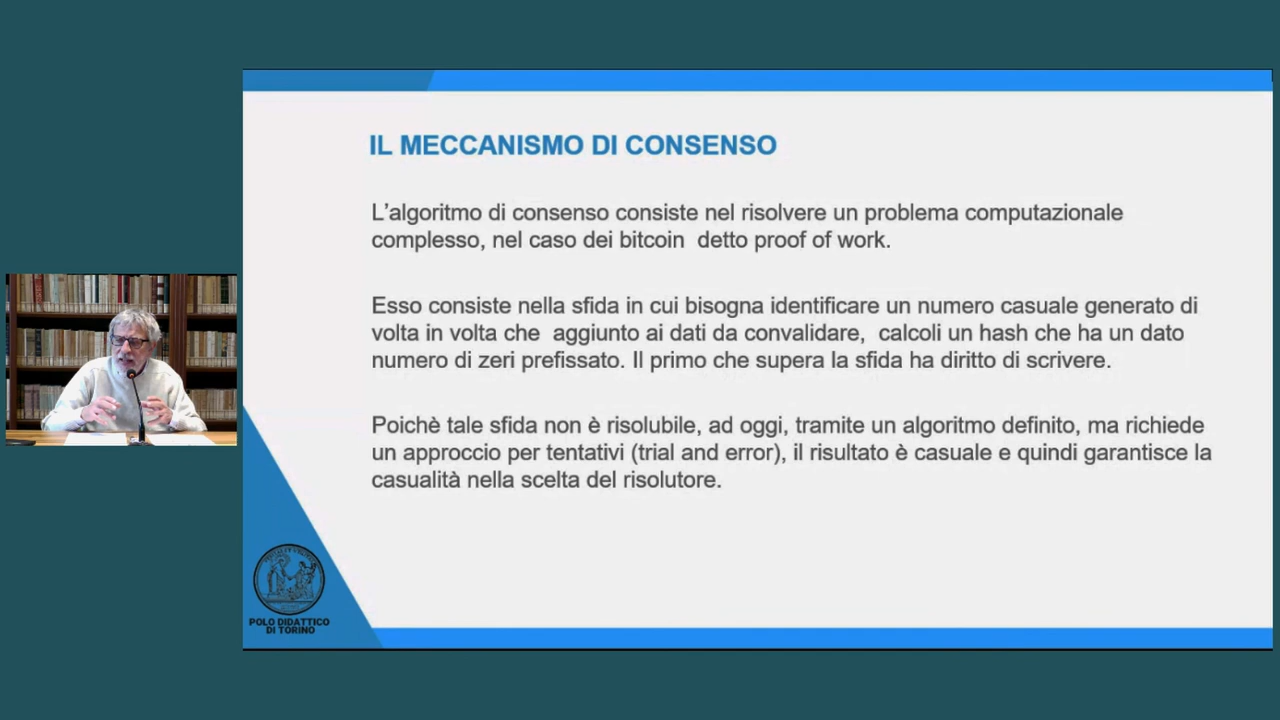 IL MECCANISMO DI CONSENSO
L'algoritmo di consenso consiste nel risolvere un problema computazionale
complesso, nel caso dei bitcoin  detto proof of work.
Esso consiste nella sfida in cui bisogna identificare un numero casuale generato di
volta in volta che  aggiunto ai dati da convalidare,  calcoli un hash che ha un dato
numero di zeri prefissato. Il primo che supera la sfida ha diritto di scrivere.
Poichè tale sfida non è risolubile, ad oggi, tramite un algoritmo definito, ma richiede
un approccio per tentativi (trial and error), il risultato è casuale e quindi garantisce la
casualità nella scelta del risolutore.
POLO DIDATTICO
DI TORINO